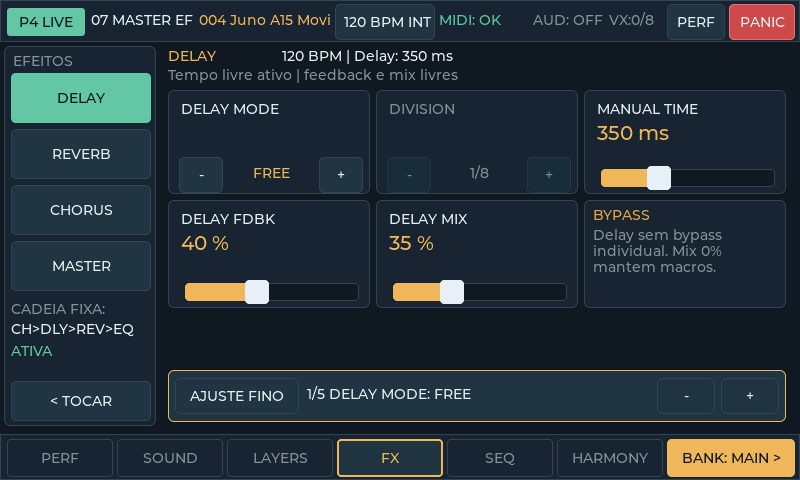 P4 LIVE 07 MASTER EF 004 Juno A15 Movi 120 BPM INT MIDI: OK AUD: OFF VX:0/8 PERF PANIC
EFEITOS
DELAY
REVERB
CHORUS
MASTER
CADEIA FIXA:
CH>DLY>REV>EQ
ATIVA
< TOCAR
DELAY 120 BPM | Delay: 350 ms
Tempo livre ativo | feedback e mix livres
DELAY MODE
- FREE +
DIVISION
- 1/8 +
MANUAL TIME
350 ms
DELAY FDBK
40 %
DELAY MIX
35 %
BYPASS
Delay sem bypass
individual. Mix 0%
mantem macros.
AJUSTE FINO 1/5 DELAY MODE: FREE - +
PERF SOUND LAYERS FX SEQ HARMONY BANK: MAIN >